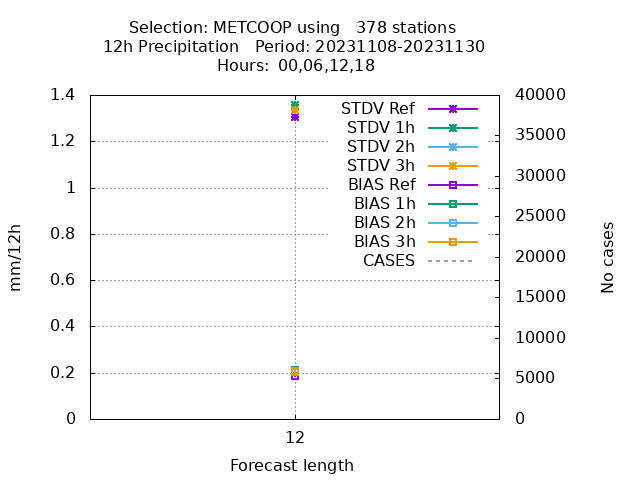 Selection: METCOOP using   378 stations
12h Precipitation   Period: 20231108-20231130
Hours:  00,06,12,18
1.4
1.2
1
0.8
0.6
0.4
0.2
0
40000
35000
30000
25000
20000
15000
10000
5000
0
mm/12h
No cases
STDV Ref
STDV 1h
STDV 2h
STDV 3h
BIAS Ref
BIAS 1h
BIAS 2h
BIAS 3h
CASES
12
Forecast length